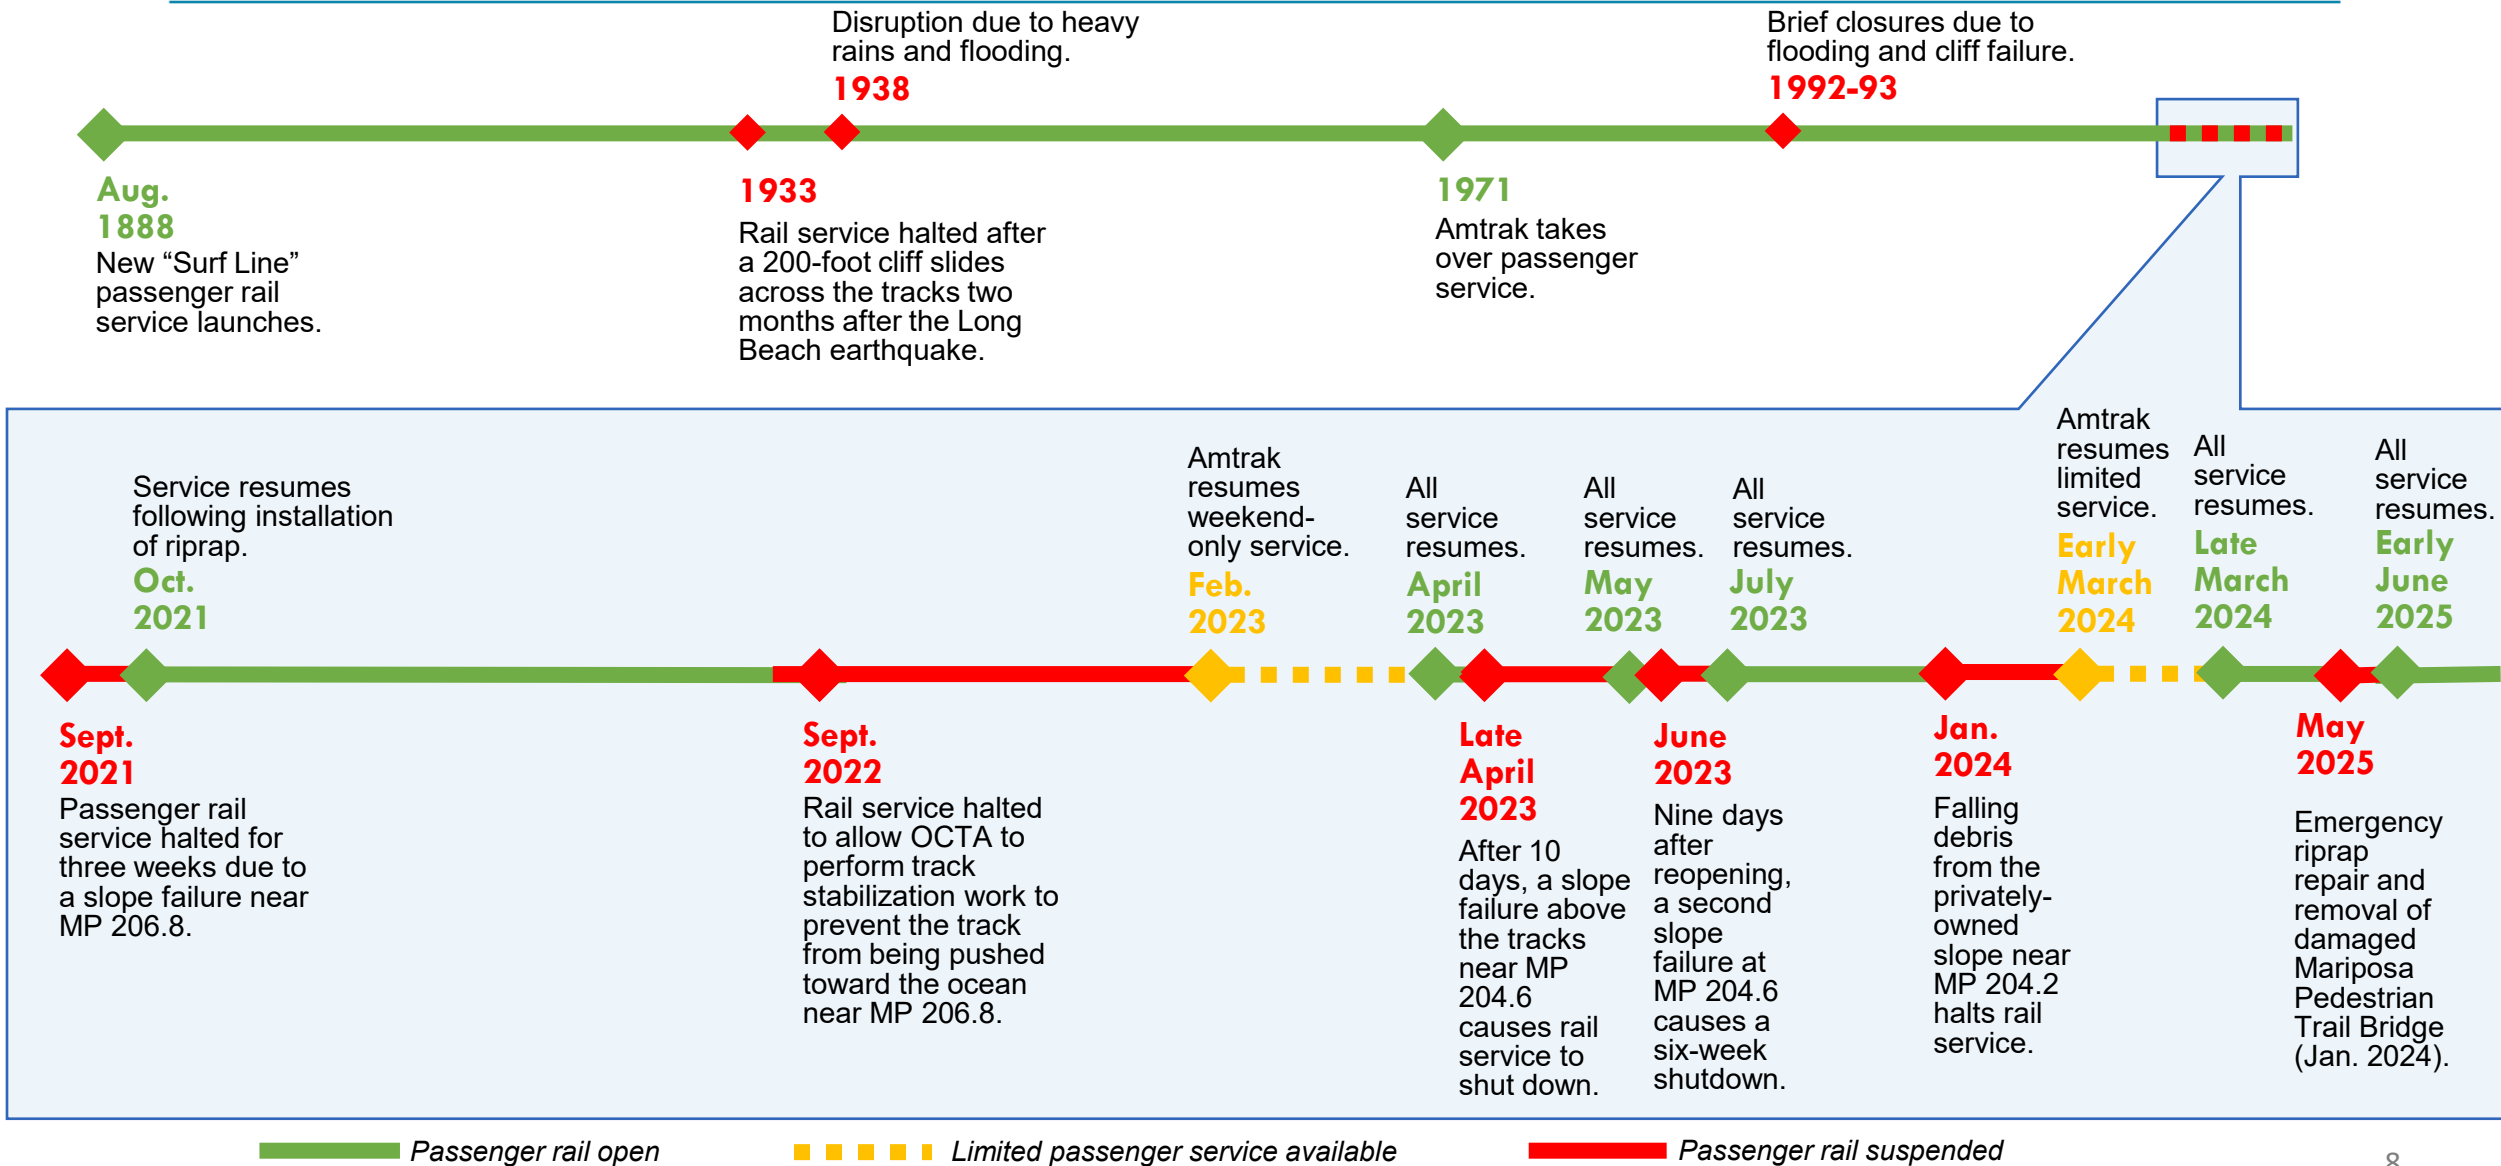 Disruption due to heavy
rains and flooding.
1938
Brief closures due to
flooding and cliff failure.
1992-93
Aug.
1888
New “Surf Line”
passenger rail
service launches.
1933
Rail service halted after
a 200-foot cliff slides
across the tracks two
months after the Long
Beach earthquake.
1971
Amtrak takes
over passenger
service.
Service resumes
following installation
of riprap.
Oct.
2021
Amtrak
resumes
weekend-
only service.
Feb.
2023
All
service
resumes.
April
2023
All
service
resumes.
May
2023
All
service
resumes.
July
2023
Amtrak
resumes
limited
service.
Early
March
2024
All
service
resumes.
Late
March
2024
All
service
resumes.
Early
June
2025
Sept.
2021
Passenger rail
service halted for
three weeks due to
a slope failure near
MP 206.8.
Sept.
2022
Rail service halted
to allow OCTA to
perform track
stabilization work to
prevent the track
from being pushed
toward the ocean
near MP 206.8.
Late
April
2023
After 10
days, a slope
failure above
the tracks
near MP
204.6
causes rail
service to
shut down.
June
2023
Nine days
after
reopening,
a second
slope
failure at
MP 204.6
causes a
six-week
shutdown.
Jan.
2024
Falling
debris
from the
privately-
owned
slope near
MP 204.2
halts rail
service.
May
2025
Emergency
riprap
repair and
removal of
damaged
Mariposa
Pedestrian
Trail Bridge
(Jan. 2024).
Passenger rail open
Limited passenger service available
Passenger rail suspended
8